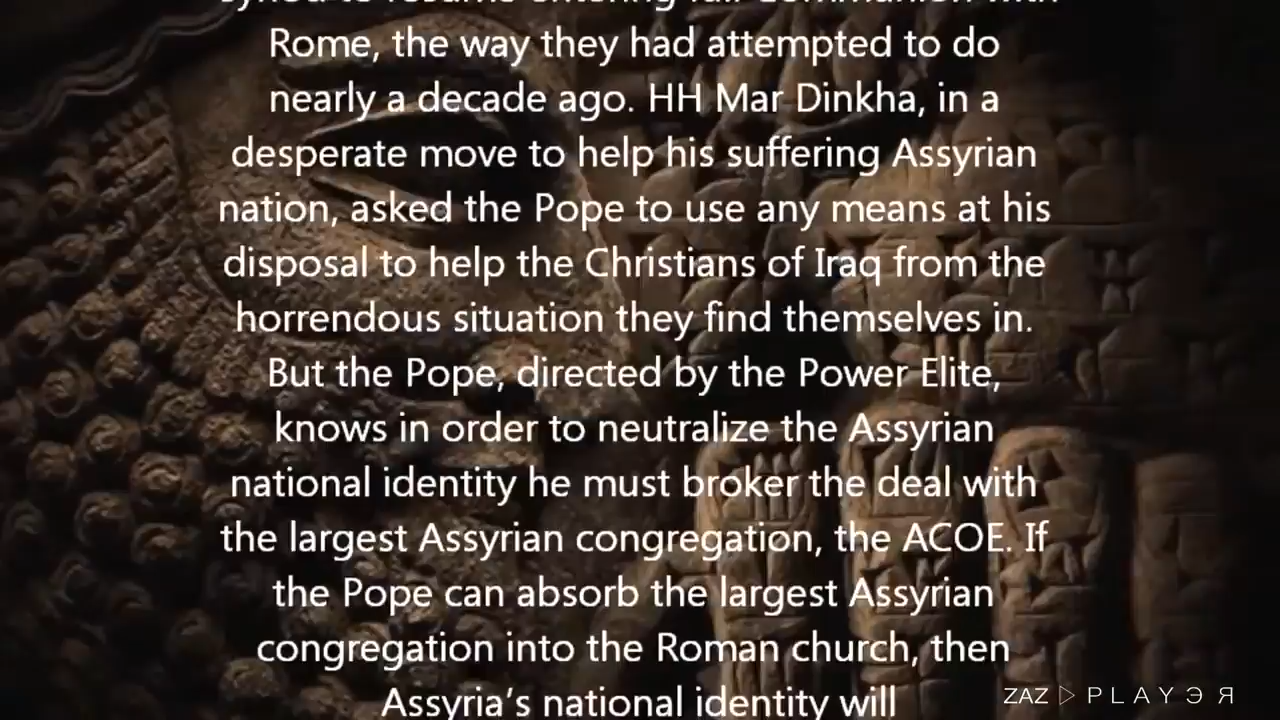 Rome, the way they had attempted to do
nearly a decade ago. HH Mar Dinkha, in a
desperate move to help his suffering Assyrian
nation, asked the Pope to use any means at his
disposal to help the Christians of Iraq from the
horrendous situation they find themselves in.
But the Pope, directed by the Power Elite,
knows in order to neutralize the Assyrian
national identity he must broker the deal with
the largest Assyrian congregation, the ACOE. If
the Pope can absorb the largest Assyrian
congregation into the Roman church, then
Assyria's national identity will
ZAZ ▷ PLAYЭЯ